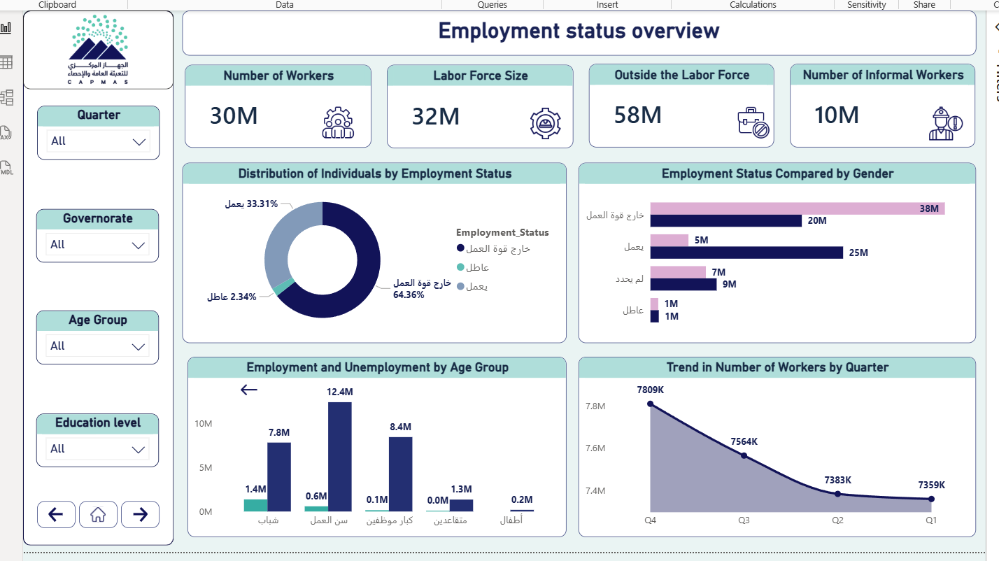 Clipboard
Data
Queries
Insert
Calculations
Sensitivity
Share
الجهـــاز المركــــزي
للتعبئة العامة والإحصاء
C A P M A S
Employment status overview
Number of Workers
30M
Labor Force Size
32M
Outside the Labor Force
58M
Number of Informal Workers
10M
Quarter
All
Governorate
All
Age Group
All
Education level
All
Distribution of Individuals by Employment Status
يعمل 33.31%
عاطل 2.34%
خارج قوة العمل
64.36%
Employment_Status
خارج قوة العمل
عاطل
يعمل
Employment Status Compared by Gender
خارج قوة العمل
38M
20M
يعمل
5M
25M
لم يحدد
7M
9M
عاطل
1M
1M
Employment and Unemployment by Age Group
10M
5M
0M
1.4M
7.8M
0.6M
12.4M
0.1M
8.4M
0.0M
1.3M
0.2M
شباب
سن العمل
كبار موظفين
متقاعدين
أطفال
Trend in Number of Workers by Quarter
7.8M
7.6M
7.4M
7809K
7564K
7383K
7359K
Q4
Q3
Q2
Q1